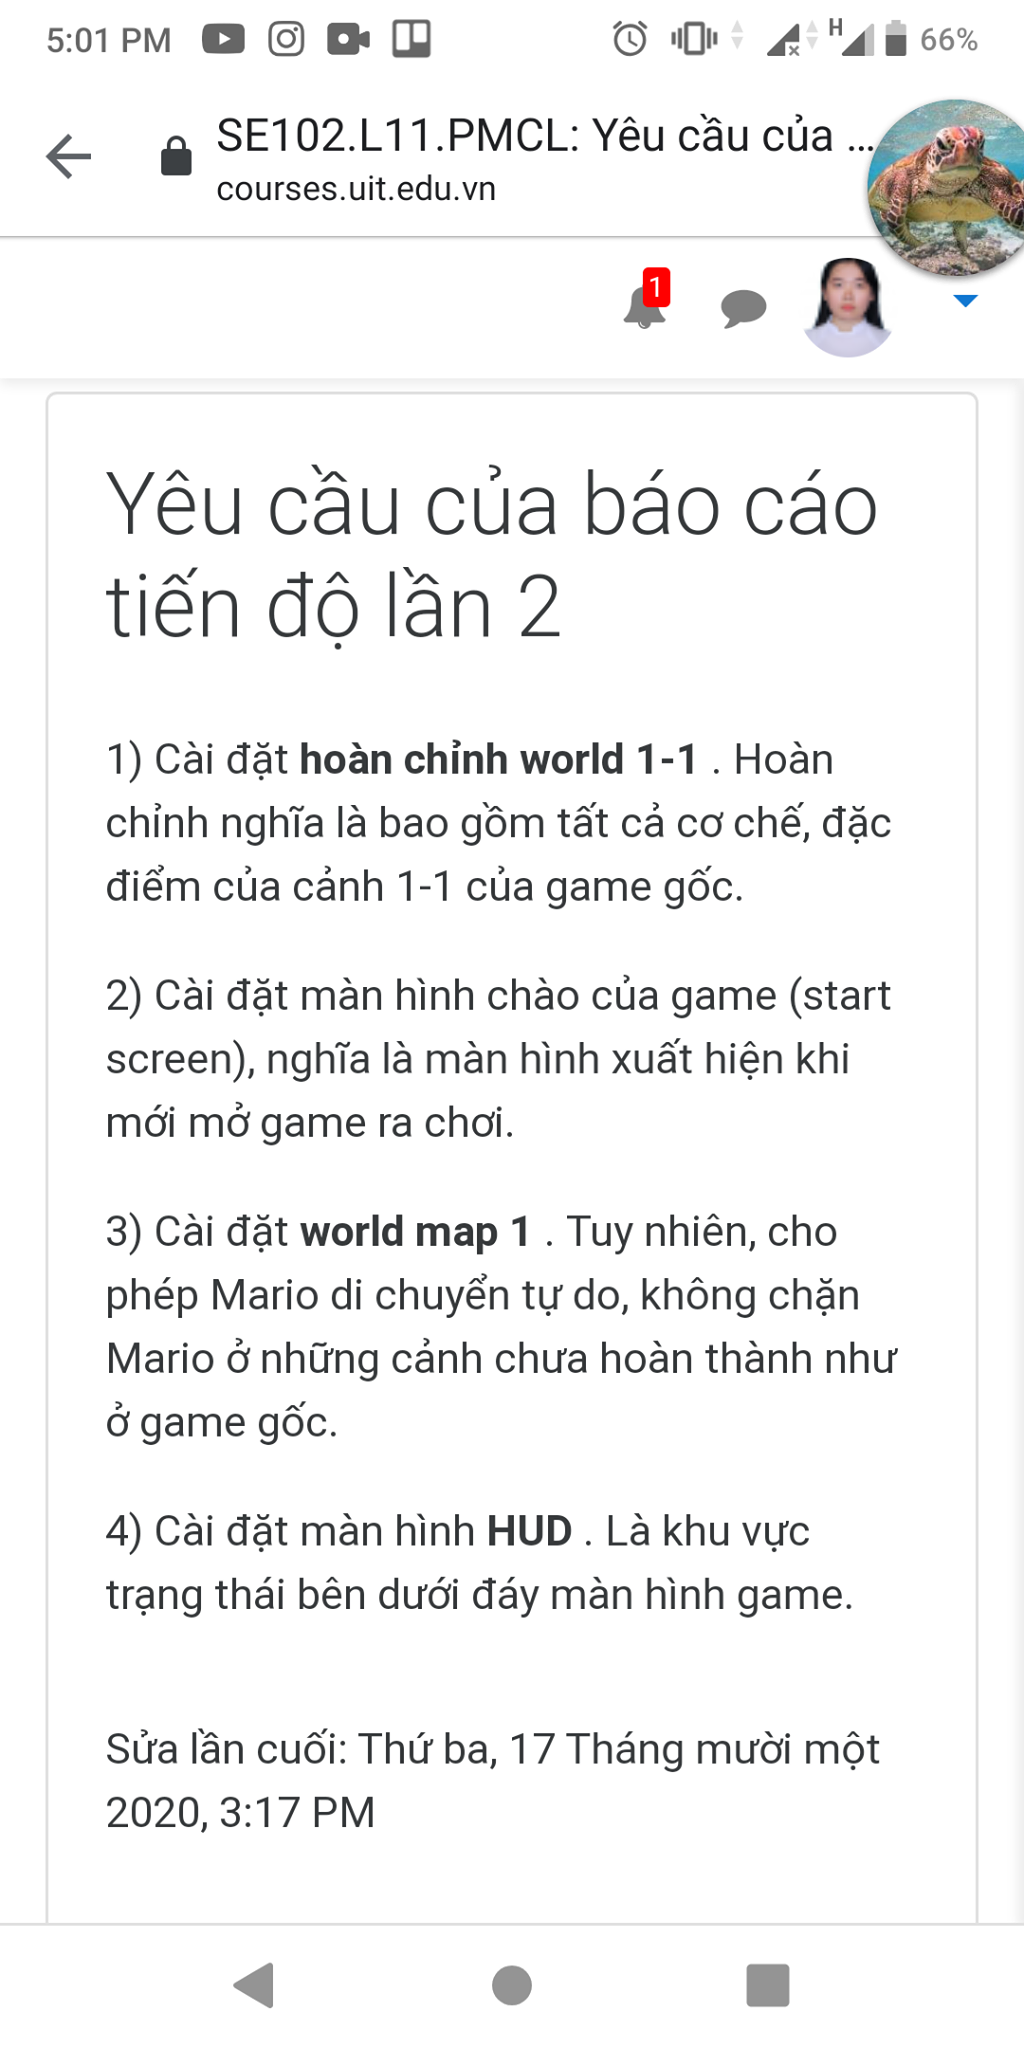 5:01 PM
H
66%
SE102.L11.PMCL: Yêu cầu của ...
courses.uit.edu.vn
1
Yêu cầu của báo cáo
tiến độ lần 2
1) Cài đặt hoàn chỉnh world 1-1 . Hoàn
chỉnh nghĩa là bao gồm tất cả cơ chế, đặc
điểm của cảnh 1-1 của game gốc.
2) Cài đặt màn hình chào của game (start
screen), nghĩa là màn hình xuất hiện khi
mới mở game ra chơi.
3) Cài đặt world map 1 . Tuy nhiên, cho
phép Mario di chuyển tự do, không chặn
Mario ở những cảnh chưa hoàn thành như
ở game gốc.
4) Cài đặt màn hình HUD . Là khu vực
trạng thái bên dưới đáy màn hình game.
Sửa lần cuối: Thứ ba, 17 Tháng mười một
2020, 3:17 PM